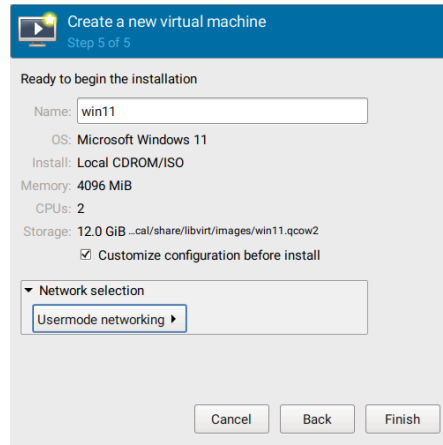 Create a new virtual machine
Step 5 of 5
Ready to begin the installation
Name: win11
OS: Microsoft Windows 11
Install: Local CDROM/ISO
Memory: 4096 MiB
CPUs: 2
Storage: 12.0 GiB ...cal/share/libvirt/images/win11.qcow2
Customize configuration before install
Network selection
Usermode networking
Cancel Back Finish